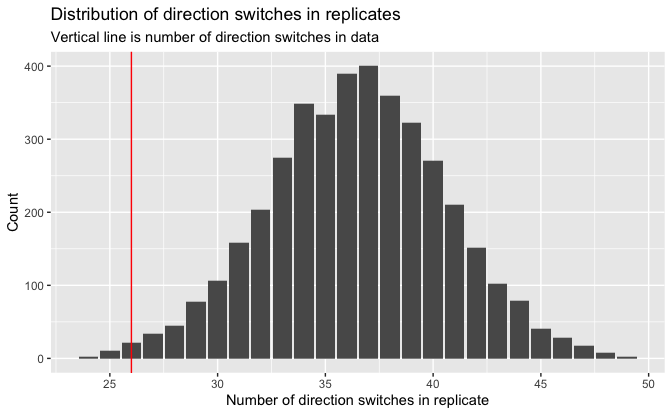 Distribution of direction switches in replicates
Vertical line is number of direction switches in data
400
300
200
100
0
Count
25 30 35 40 45 50
Number of direction switches in replicate